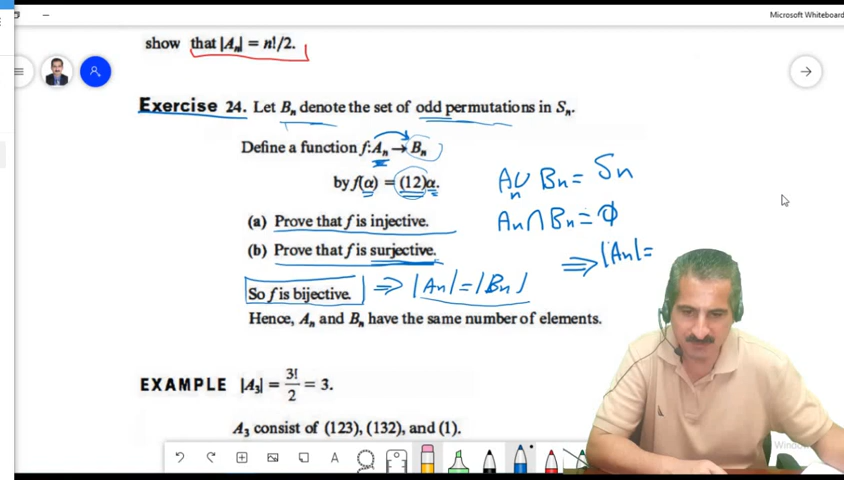 Microsoft Whiteboard
show that |Aₙ| = n!/2.
Exercise 24. Let Bₙ denote the set of odd permutations in Sₙ.
Define a function f: Aₙ → Bₙ
by f(α) = (12)α.
Aₙ ∪ Bₙ = Sₙ
(a) Prove that f is injective.
Aₙ ∩ Bₙ = ϕ
(b) Prove that f is surjective.
⇒ |Aₙ| =
So f is bijective. ⇒ |Aₙ| = |Bₙ|
Hence, Aₙ and Bₙ have the same number of elements.
EXAMPLE |A₃| = 3!/2 = 3.
A₃ consist of (123), (132), and (1).